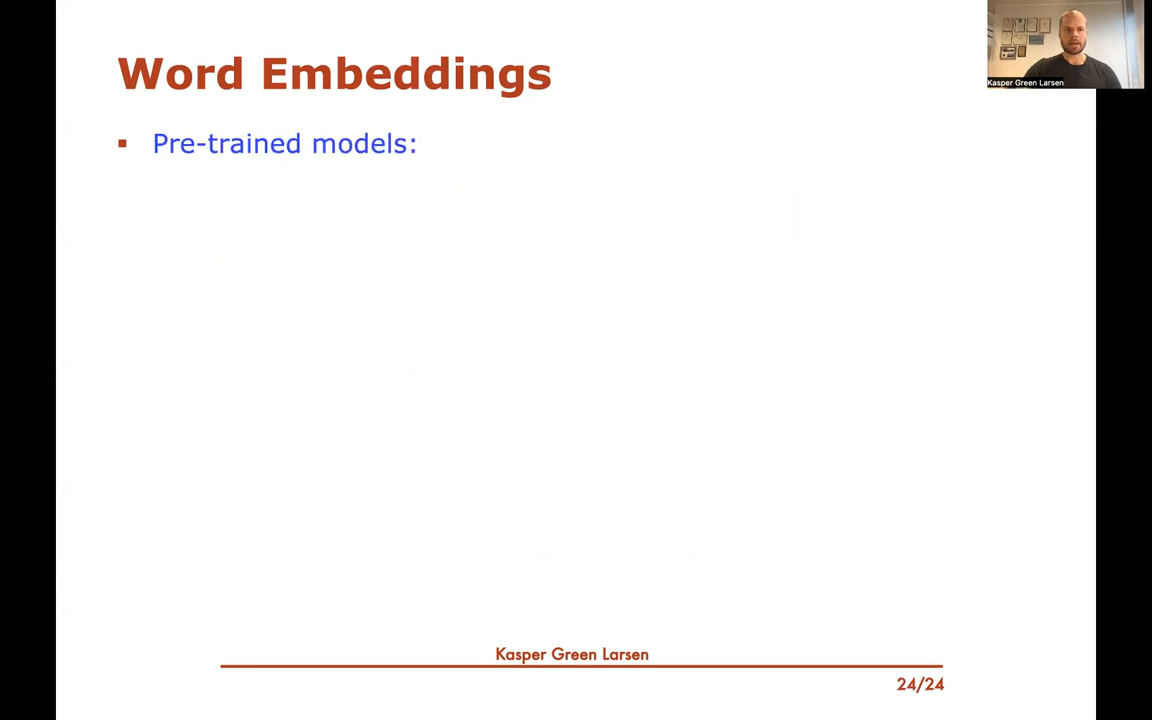 Word Embeddings
Kasper Green Larsen
▪ Pre-trained models:
Kasper Green Larsen
24/24